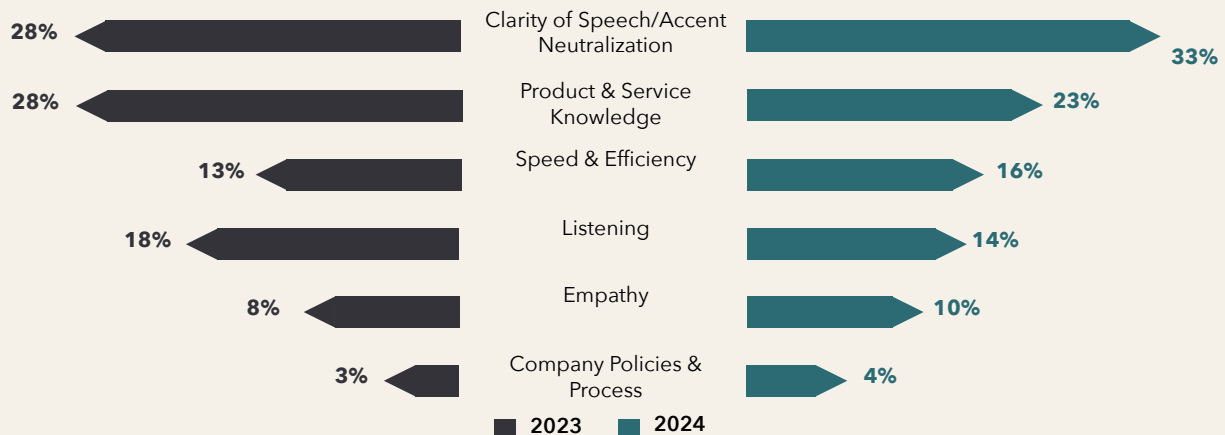 28%
Clarity of Speech/Accent
Neutralization
33%
28%
Product & Service
Knowledge
23%
13%
Speed & Efficiency
16%
18%
Listening
14%
8%
Empathy
10%
3%
Company Policies &
Process
4%
2023
2024